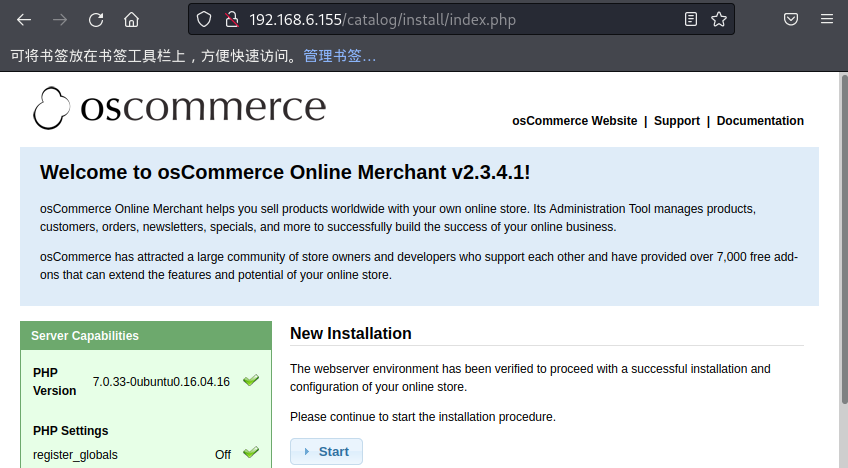 192.168.6.155/catalog/install/index.php
可将书签放在书签工具栏上，方便快速访问。管理书签…
oscommerce
osCommerce Website | Support | Documentation
Welcome to osCommerce Online Merchant v2.3.4.1!
osCommerce Online Merchant helps you sell products worldwide with your own online store. Its Administration Tool manages products,
customers, orders, newsletters, specials, and more to successfully build the success of your online business.
osCommerce has attracted a large community of store owners and developers who support each other and have provided over 7,000 free add-
ons that can extend the features and potential of your online store.
Server Capabilities
PHP
Version
7.0.33-0ubuntu0.16.04.16
PHP Settings
register_globals Off
New Installation
The webserver environment has been verified to proceed with a successful installation and
configuration of your online store.
Please continue to start the installation procedure.
Start